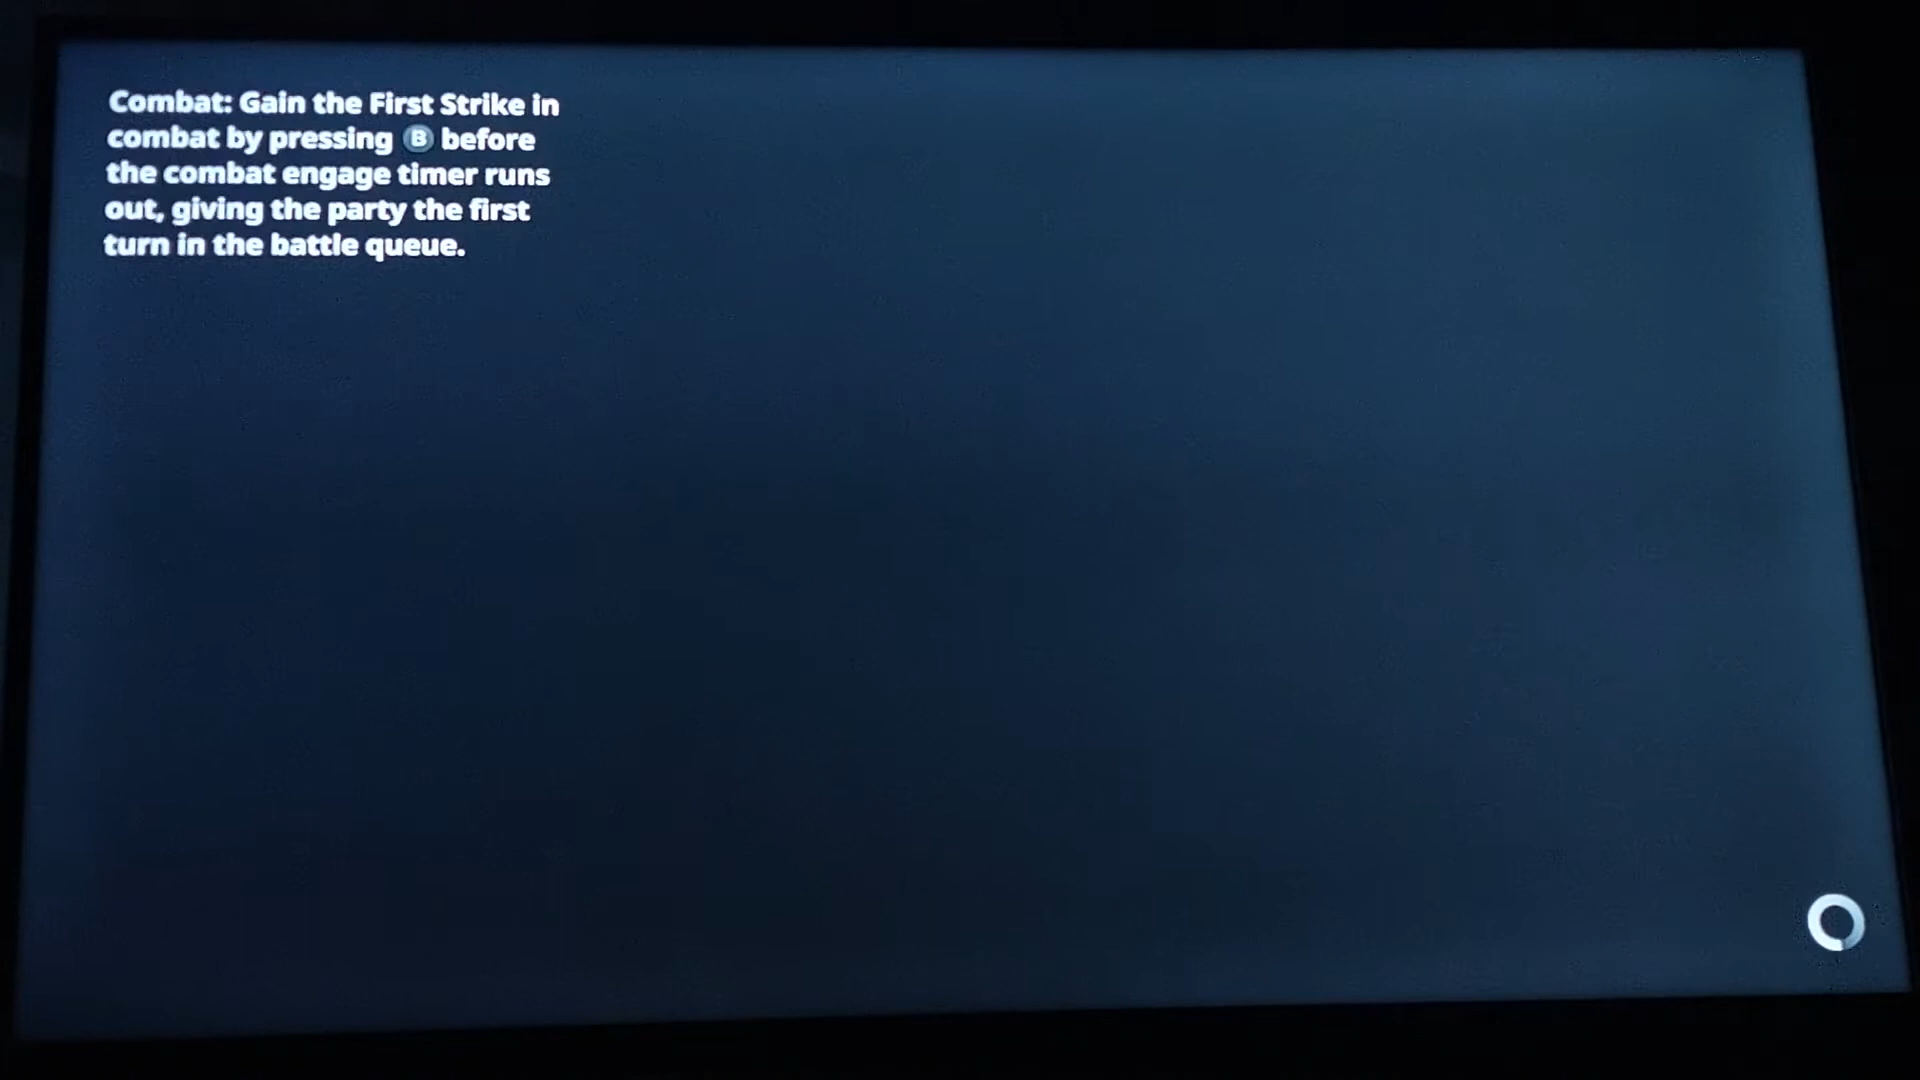 Combat: Gain the First Strike in
combat by pressing B before
the combat engage timer runs
out, giving the party the first
turn in the battle queue.